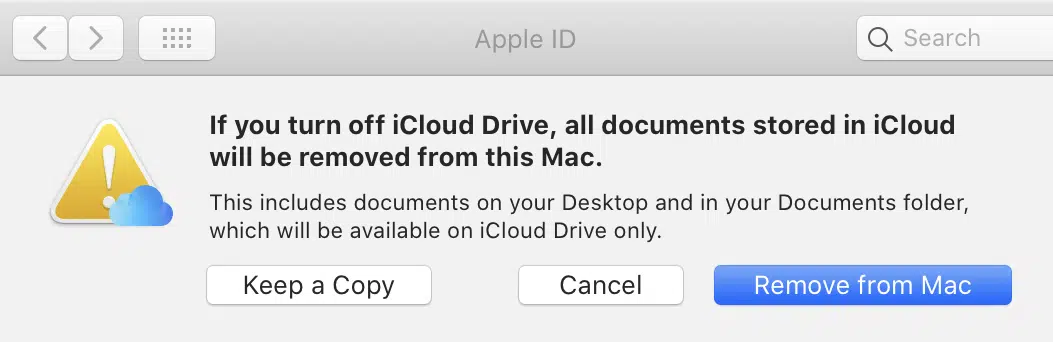 Apple ID
Search
If you turn off iCloud Drive, all documents stored in iCloud
will be removed from this Mac.
This includes documents on your Desktop and in your Documents folder,
which will be available on iCloud Drive only.
Keep a Copy
Cancel
Remove from Mac